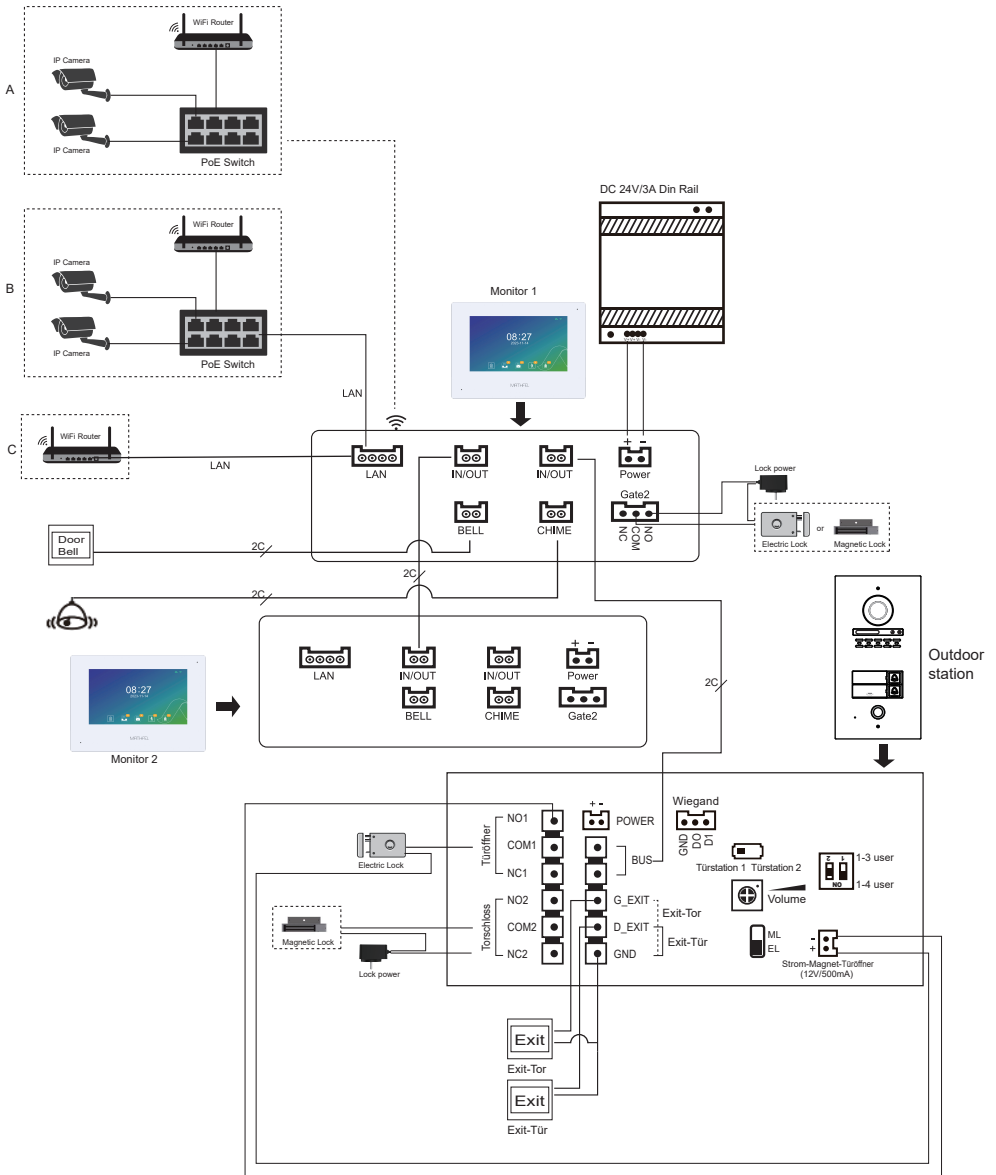 WiFi Router
IP Camera
A
IP Camera
PoE Switch
WiFi Router
IP Camera
B
IP Camera
PoE Switch
DC 24V/3A Din Rail
Monitor 1
08:27
LAN
C
WiFi Router
LAN
LAN
IN/OUT
IN/OUT
+ -
Power
Gate2
BELL
CHIME
NC
COM
NO
Lock power
Electric Lock
or
Magnetic Lock
Door
Bell
2C
2C
2C
LAN
IN/OUT
IN/OUT
+ -
Power
BELL
CHIME
Gate2
08:27
Monitor 2
2C
Outdoor
station
Türöffner
NO1
COM1
NC1
Torschloss
NO2
COM2
NC2
Electric Lock
Magnetic Lock
Lock power
+ -
POWER
BUS
G_EXIT
D_EXIT
GND
Exit-Tor
Exit-Tür
Wiegand
GND
DO
D1
Türstation 1 Türstation 2
Volume
2 1
NO
1-3 user
1-4 user
ML
EL
-
+
Strom-Magnet-Türöffner
(12V/500mA)
Exit
Exit-Tor
Exit
Exit-Tür